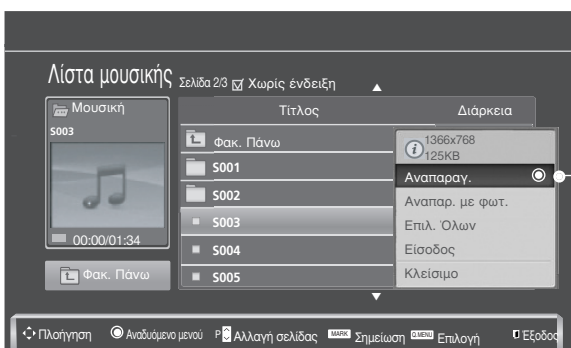 Λίστα μουσικής Σελίδα 2/3 Χωρίς ένδειξη
Μουσική
S003
00:00/01:34
Φακ. Πάνω
Τίτλος Διάρκεια
Φακ. Πάνω
S001
S002
S003
S004
S005
1366x768
125KB
Αναπαραγ.
Αναπαρ. με φωτ.
Επιλ. Όλων
Είσοδος
Κλείσιμο
Πλοήγηση Αναδυόμενο μενού P Αλλαγή σελίδας MARK Σημείωση Q.MENU Επιλογή Έξοδος